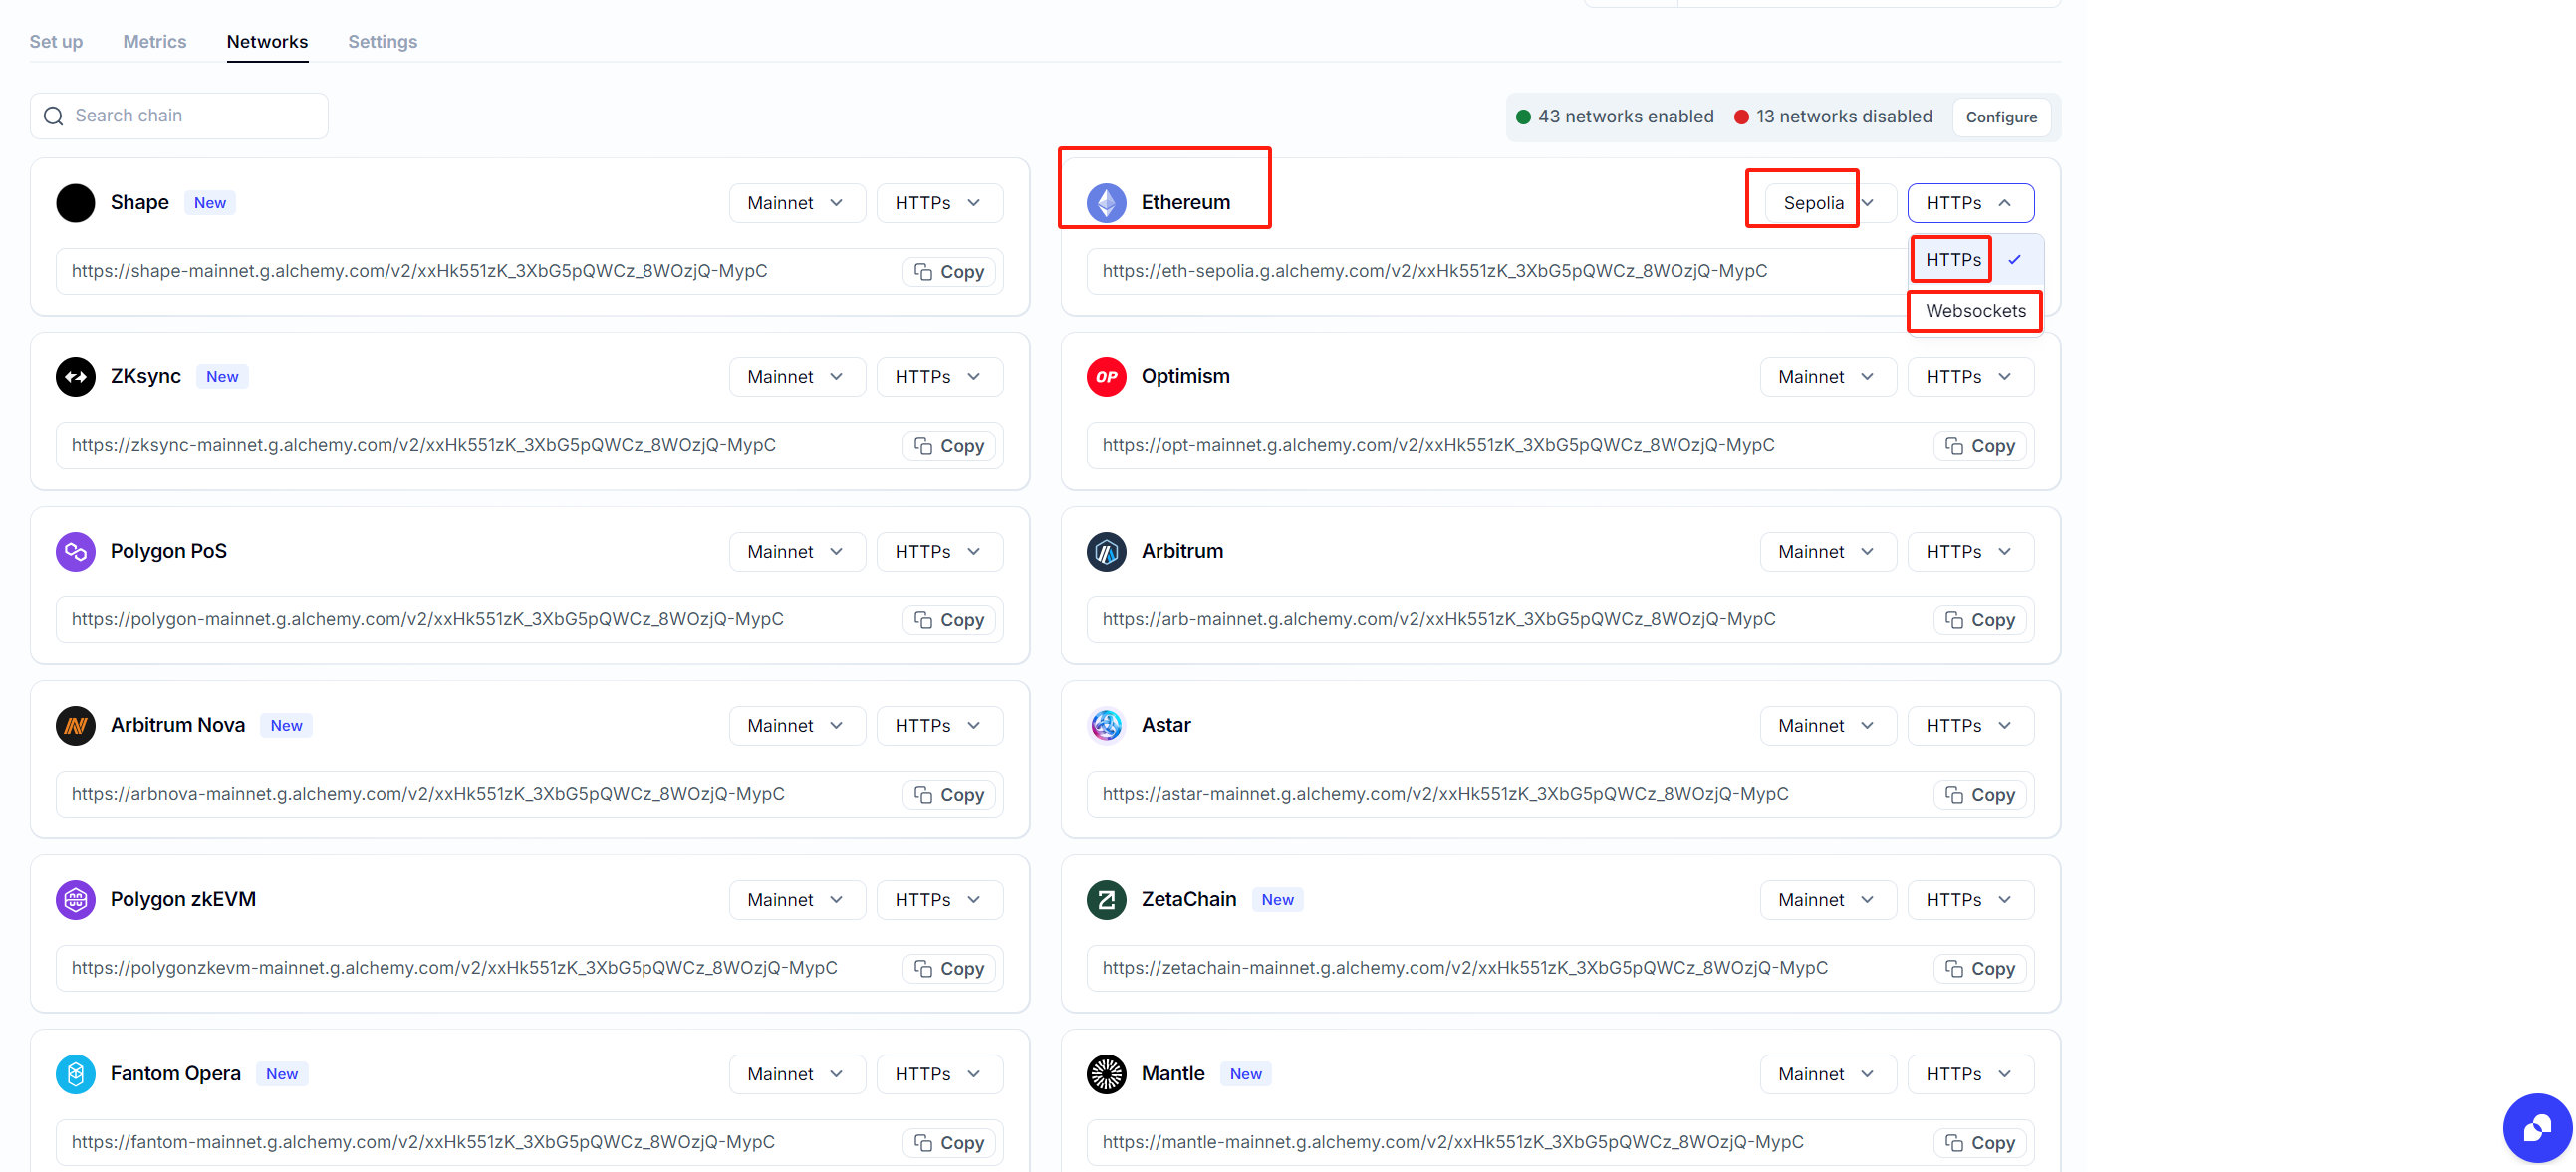 Set up Metrics Networks Settings
Search chain
43 networks enabled 13 networks disabled Configure
Shape New Mainnet HTTPs
https://shape-mainnet.g.alchemy.com/v2/xxHk551zK_3XbG5pQWCz_8WOzjQ-MypC Copy
Ethereum Sepolia HTTPs
https://eth-sepolia.g.alchemy.com/v2/xxHk551zK_3XbG5pQWCz_8WOzjQ-MypC
HTTPs
Websockets
ZKsync New Mainnet HTTPs
https://zksync-mainnet.g.alchemy.com/v2/xxHk551zK_3XbG5pQWCz_8WOzjQ-MypC Copy
OP Optimism Mainnet HTTPs
https://opt-mainnet.g.alchemy.com/v2/xxHk551zK_3XbG5pQWCz_8WOzjQ-MypC Copy
Polygon PoS Mainnet HTTPs
https://polygon-mainnet.g.alchemy.com/v2/xxHk551zK_3XbG5pQWCz_8WOzjQ-MypC Copy
Arbitrum Mainnet HTTPs
https://arb-mainnet.g.alchemy.com/v2/xxHk551zK_3XbG5pQWCz_8WOzjQ-MypC Copy
Arbitrum Nova New Mainnet HTTPs
https://arbnova-mainnet.g.alchemy.com/v2/xxHk551zK_3XbG5pQWCz_8WOzjQ-MypC Copy
Astar Mainnet HTTPs
https://astar-mainnet.g.alchemy.com/v2/xxHk551zK_3XbG5pQWCz_8WOzjQ-MypC Copy
Polygon zkEVM Mainnet HTTPs
https://polygonzkevm-mainnet.g.alchemy.com/v2/xxHk551zK_3XbG5pQWCz_8WOzjQ-MypC Copy
ZetaChain New Mainnet HTTPs
https://zetachain-mainnet.g.alchemy.com/v2/xxHk551zK_3XbG5pQWCz_8WOzjQ-MypC Copy
Fantom Opera New Mainnet HTTPs
https://fantom-mainnet.g.alchemy.com/v2/xxHk551zK_3XbG5pQWCz_8WOzjQ-MypC Copy
Mantle New Mainnet HTTPs
https://mantle-mainnet.g.alchemy.com/v2/xxHk551zK_3XbG5pQWCz_8WOzjQ-MypC Copy